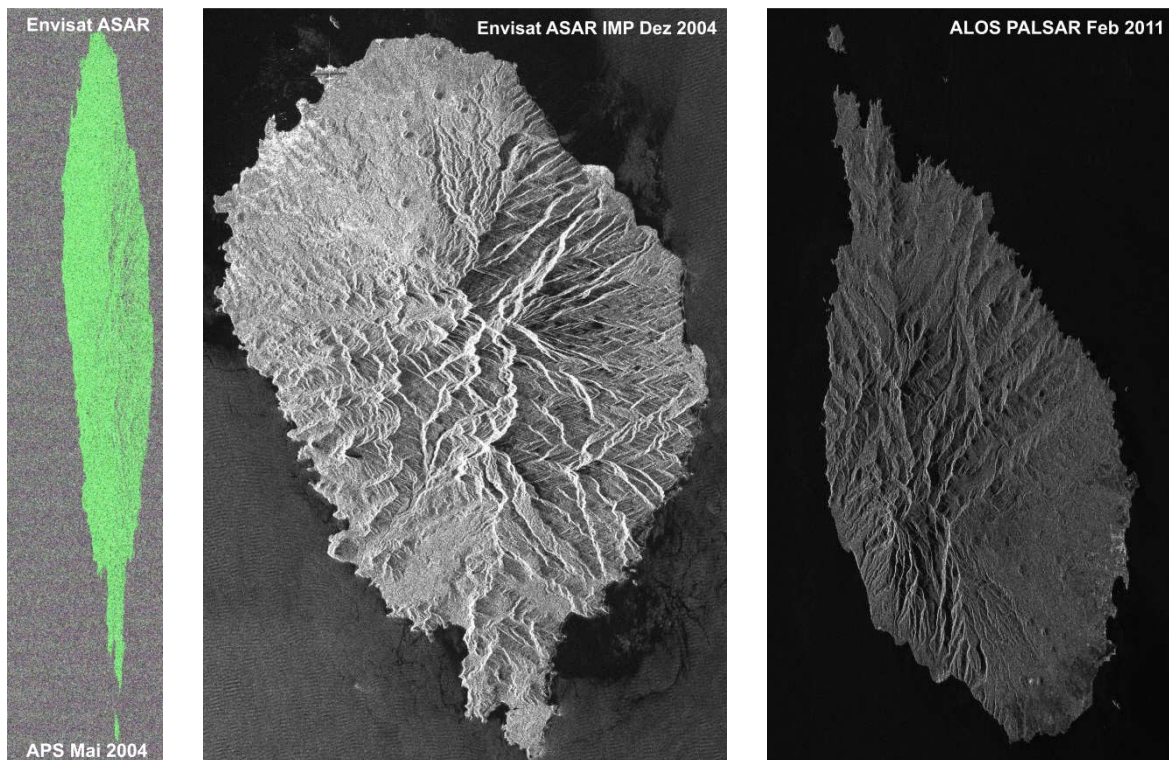 Envisat ASAR
APS Mai 2004
Envisat ASAR IMP Dez 2004
ALOS PALSAR Feb 2011